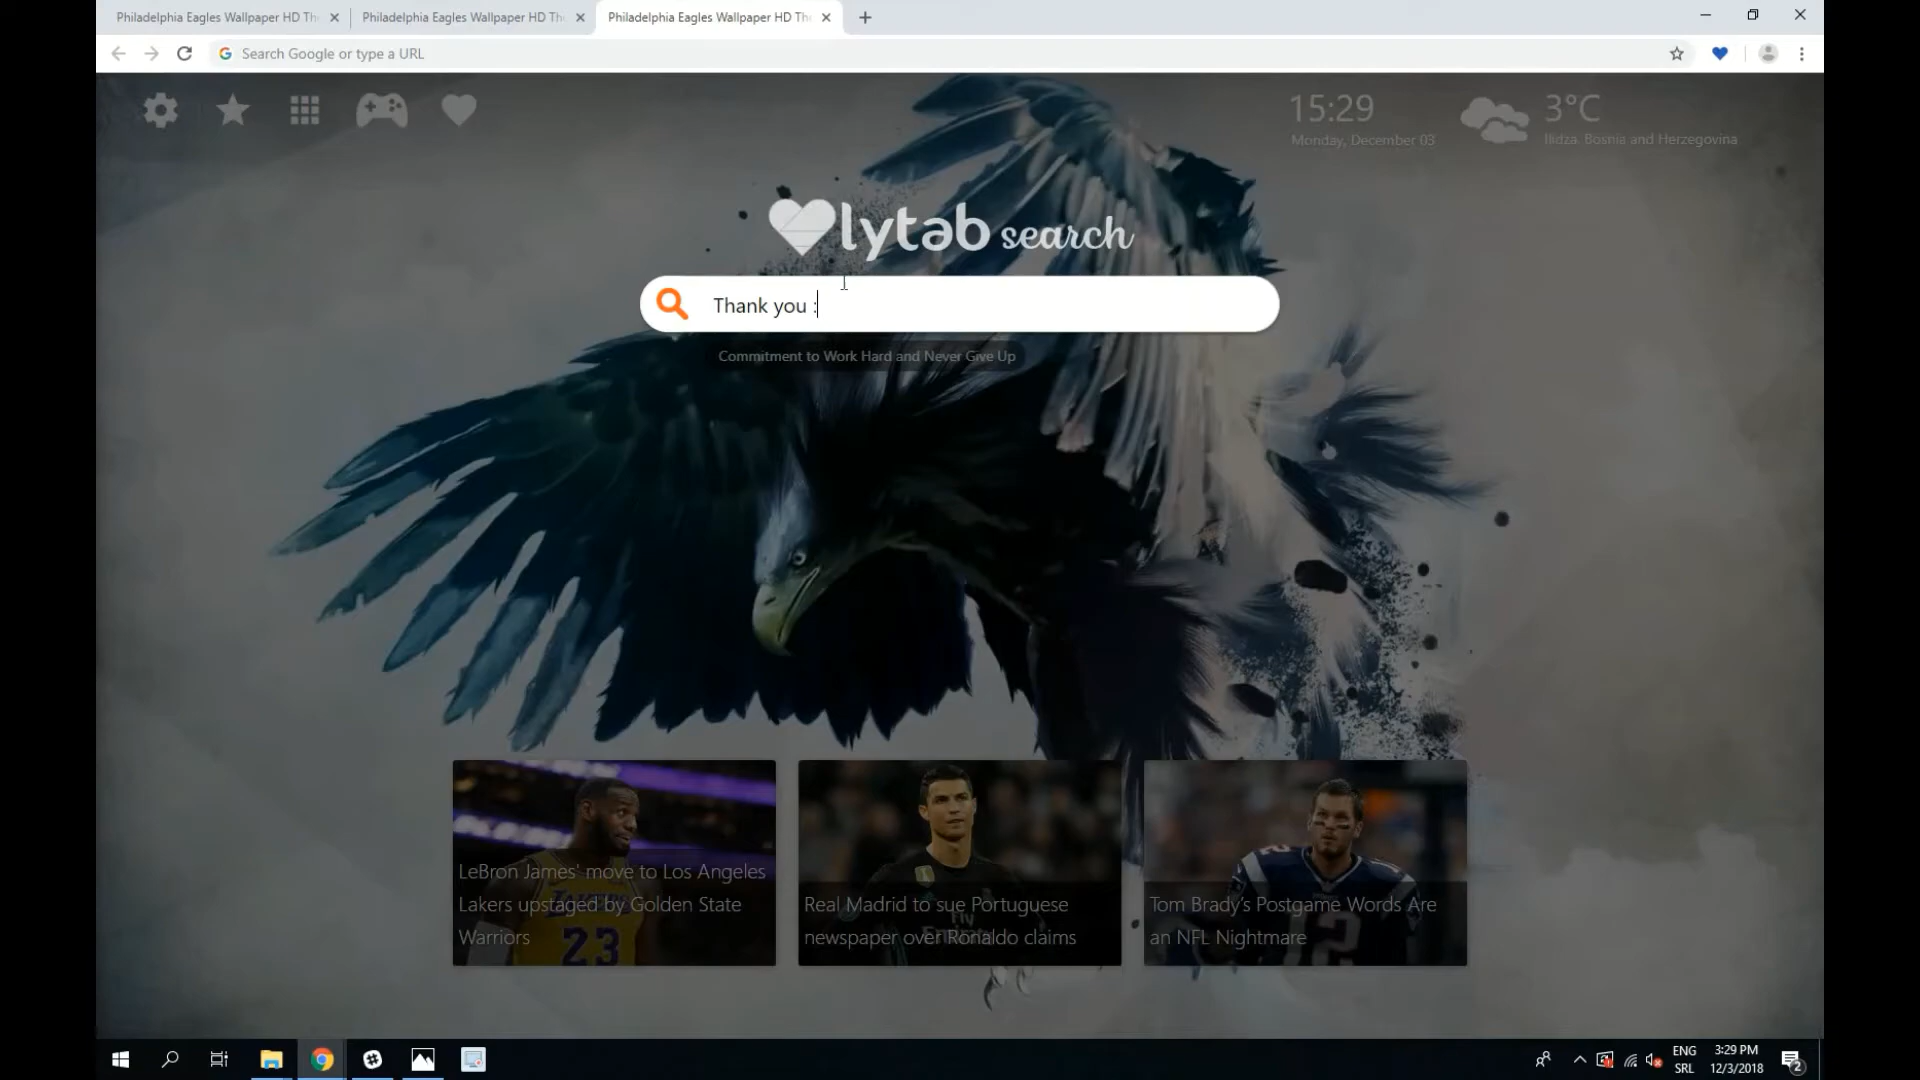 Philadelphia Eagles Wallpaper HD Th
Philadelphia Eagles Wallpaper HD Th
Philadelphia Eagles Wallpaper HD Th
Search Google or type a URL
15:29
Monday, December 03
3°C
Ilidza, Bosnia and Herzegovina
lytab search
Thank you :
Commitment to Work Hard and Never Give Up
LeBron James' move to Los Angeles
Lakers upstaged by Golden State
Warriors
23
Real Madrid to sue Portuguese
newspaper over Ronaldo claims
Tom Brady's Postgame Words Are
an NFL Nightmare
12
ENG
SRL
3:29 PM
12/3/2018
2